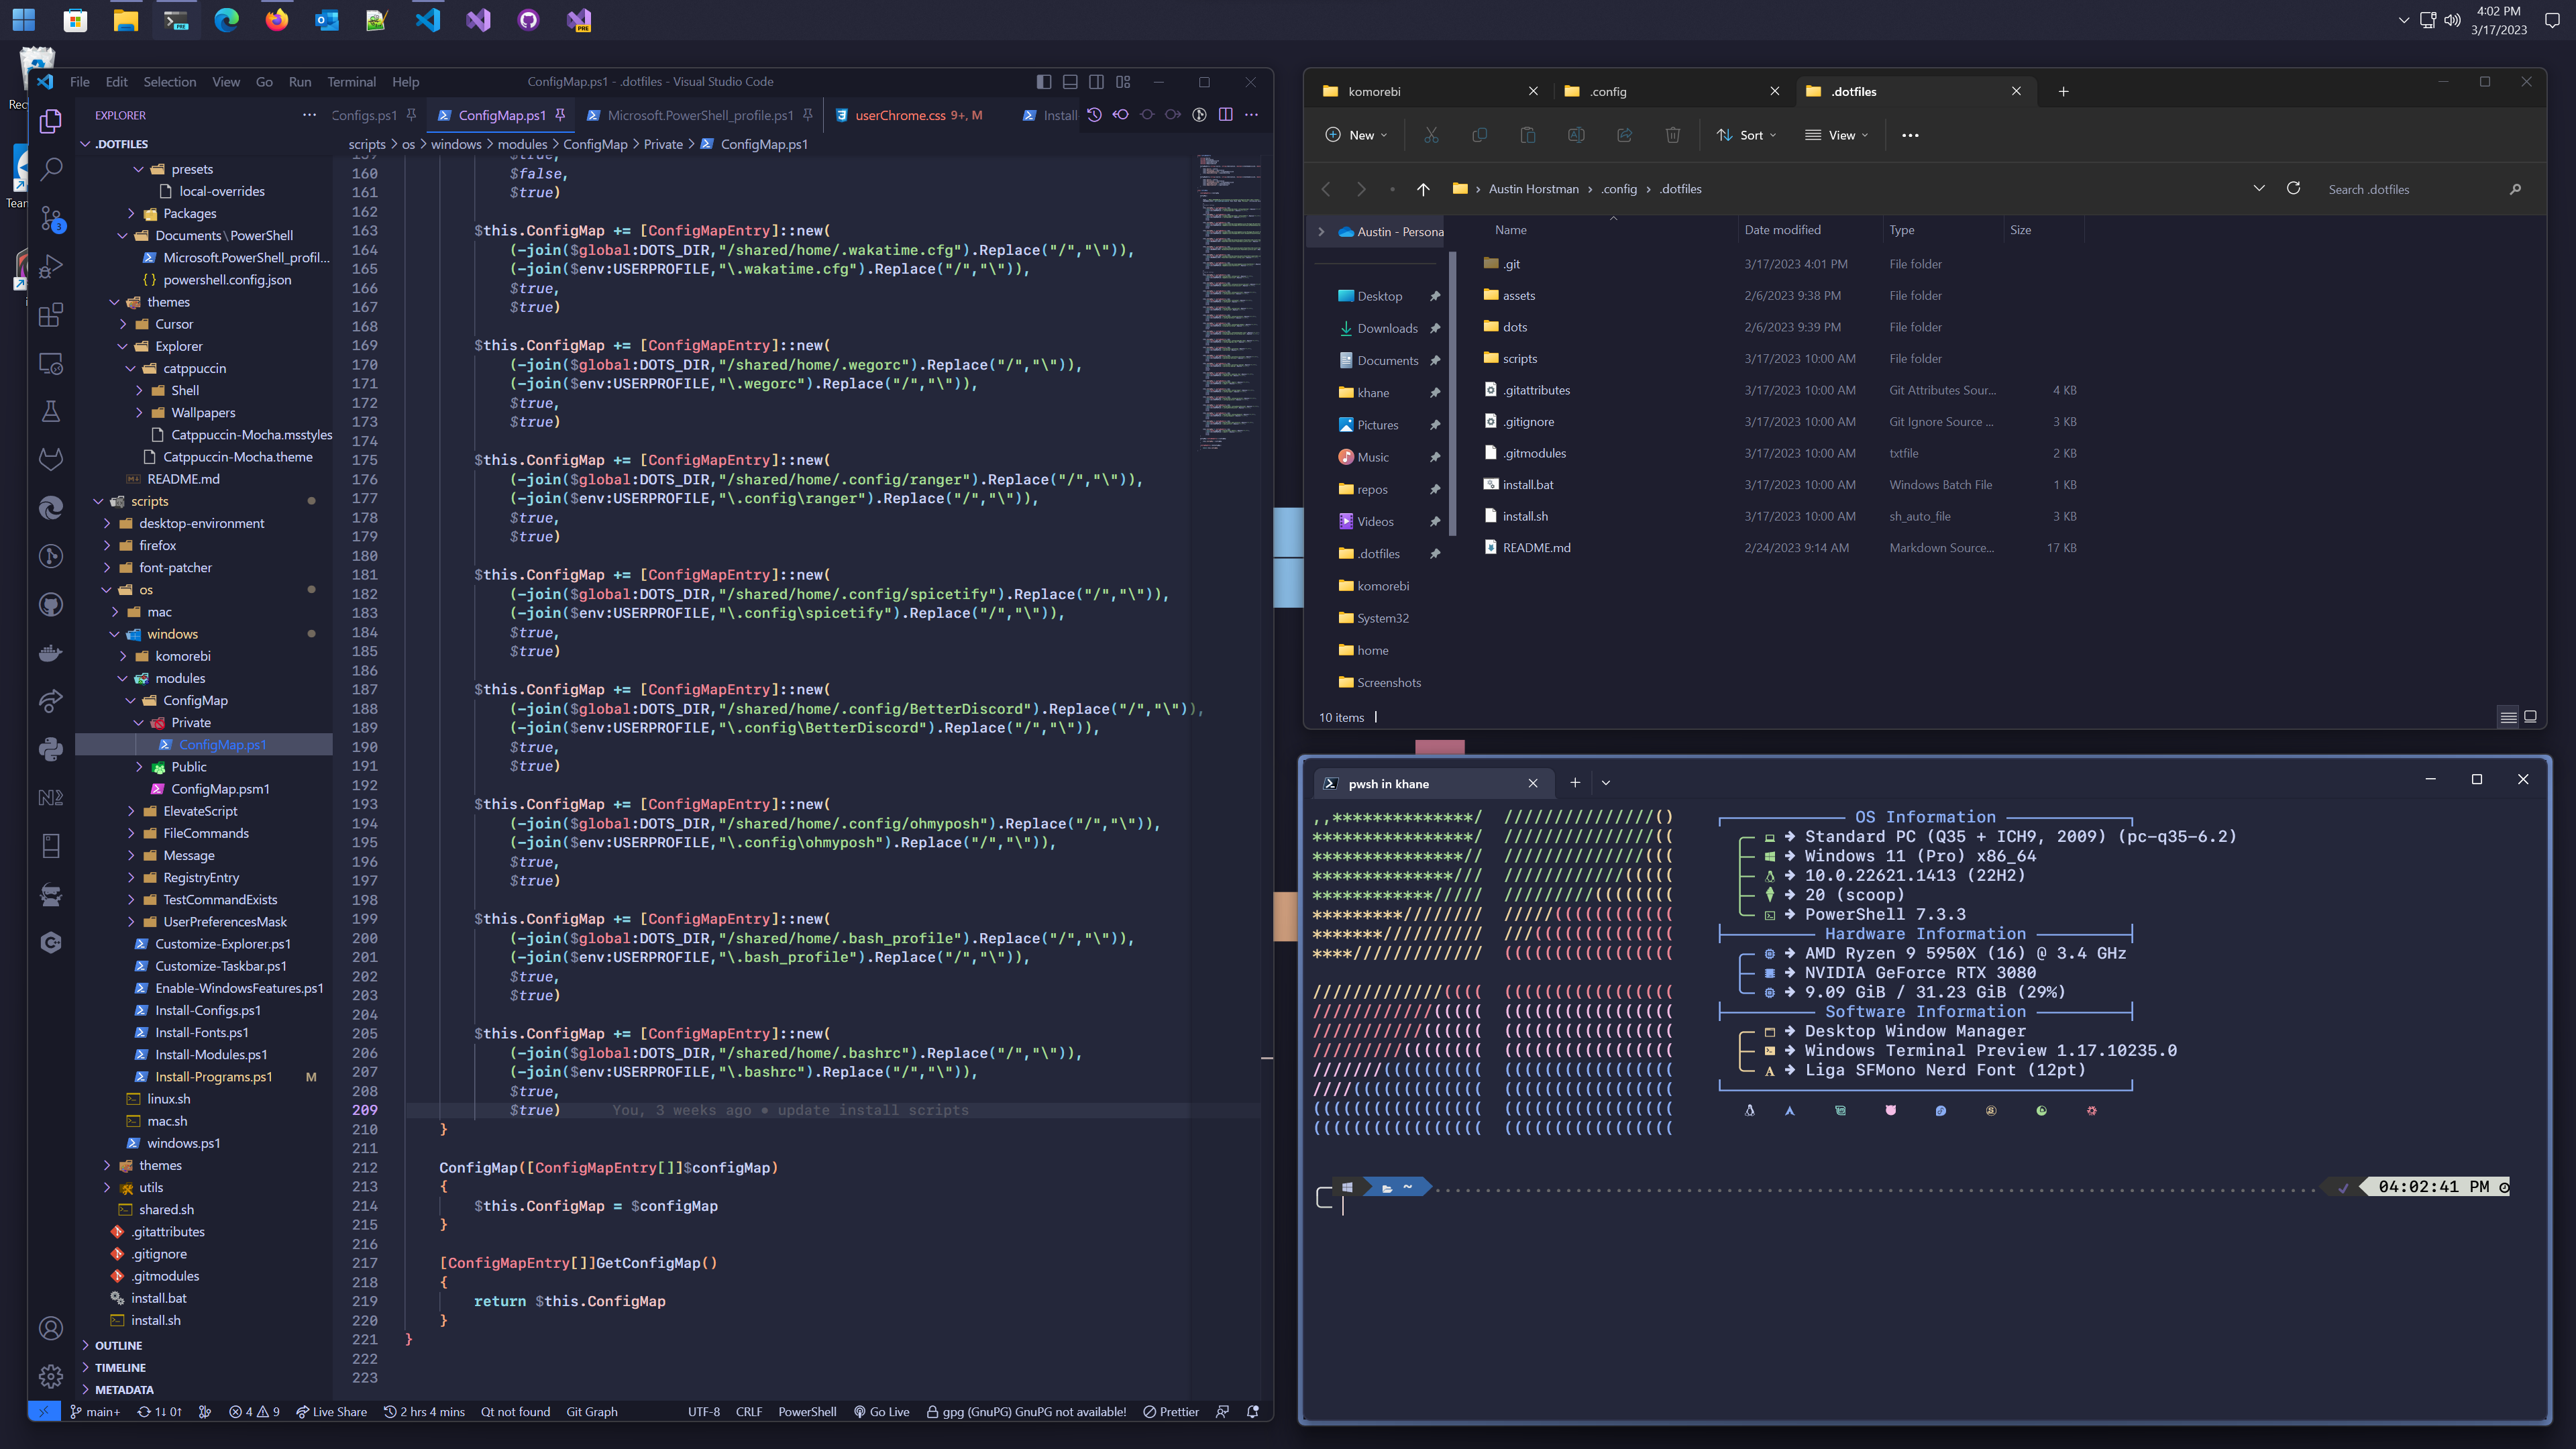 4:02 PM
3/17/2023
File Edit Selection View Go Run Terminal Help
ConfigMap.ps1 - .dotfiles - Visual Studio Code
EXPLORER
Configs.ps1
ConfigMap.ps1
Microsoft.PowerShell_profile.ps1
userChrome.css 9+, M
Install
.DOTFILES
scripts > os > windows > modules > ConfigMap > Private > ConfigMap.ps1
presets
local-overrides
Packages
Documents \ PowerShell
Microsoft.PowerShell_profil...
powershell.config.json
themes
Cursor
Explorer
catppuccin
Shell
Wallpapers
Catppuccin-Mocha.msstyles
Catppuccin-Mocha.theme
README.md
scripts
desktop-environment
firefox
font-patcher
os
mac
windows
komorebi
modules
ConfigMap
Private
ConfigMap.ps1
Public
ConfigMap.psm1
ElevateScript
FileCommands
Message
RegistryEntry
TestCommandExists
UserPreferencesMask
Customize-Explorer.ps1
Customize-Taskbar.ps1
Enable-WindowsFeatures.ps1
Install-Configs.ps1
Install-Fonts.ps1
Install-Modules.ps1
Install-Programs.ps1 M
linux.sh
mac.sh
windows.ps1
themes
utils
shared.sh
.gitattributes
.gitignore
.gitmodules
install.bat
install.sh
OUTLINE
TIMELINE
METADATA
160 $false,
161 $true)
162
163 $this.ConfigMap += [ConfigMapEntry]::new(
164 (-join($global:DOTS_DIR,"/shared/home/.wakatime.cfg").Replace("/","\")),
165 (-join($env:USERPROFILE,"\.wakatime.cfg").Replace("/","\")),
166 $true,
167 $true)
168
169 $this.ConfigMap += [ConfigMapEntry]::new(
170 (-join($global:DOTS_DIR,"/shared/home/.wegorc").Replace("/","\")),
171 (-join($env:USERPROFILE,"\.wegorc").Replace("/","\")),
172 $true,
173 $true)
174
175 $this.ConfigMap += [ConfigMapEntry]::new(
176 (-join($global:DOTS_DIR,"/shared/home/.config/ranger").Replace("/","\")),
177 (-join($env:USERPROFILE,"\.config\ranger").Replace("/","\")),
178 $true,
179 $true)
180
181 $this.ConfigMap += [ConfigMapEntry]::new(
182 (-join($global:DOTS_DIR,"/shared/home/.config/spicetify").Replace("/","\")),
183 (-join($env:USERPROFILE,"\.config\spicetify").Replace("/","\")),
184 $true,
185 $true)
186
187 $this.ConfigMap += [ConfigMapEntry]::new(
188 (-join($global:DOTS_DIR,"/shared/home/.config/BetterDiscord").Replace("/","\")),
189 (-join($env:USERPROFILE,"\.config\BetterDiscord").Replace("/","\")),
190 $true,
191 $true)
192
193 $this.ConfigMap += [ConfigMapEntry]::new(
194 (-join($global:DOTS_DIR,"/shared/home/.config/ohmyposh").Replace("/","\")),
195 (-join($env:USERPROFILE,"\.config\ohmyposh").Replace("/","\")),
196 $true,
197 $true)
198
199 $this.ConfigMap += [ConfigMapEntry]::new(
200 (-join($global:DOTS_DIR,"/shared/home/.bash_profile").Replace("/","\")),
201 (-join($env:USERPROFILE,"\.bash_profile").Replace("/","\")),
202 $true,
203 $true)
204
205 $this.ConfigMap += [ConfigMapEntry]::new(
206 (-join($global:DOTS_DIR,"/shared/home/.bashrc").Replace("/","\")),
207 (-join($env:USERPROFILE,"\.bashrc").Replace("/","\")),
208 $true,
209 $true) You, 3 weeks ago • update install scripts
210 }
211
212 ConfigMap([ConfigMapEntry[]]$configMap)
213 {
214 $this.ConfigMap = $configMap
215 }
216
217 [ConfigMapEntry[]]GetConfigMap()
218 {
219 return $this.ConfigMap
220 }
221 }
222
223
main+ 1↓ 0↑ 4 9 Live Share 2 hrs 4 mins Qt not found Git Graph UTF-8 CRLF PowerShell Go Live gpg (GnuPG) GnuPG not available! Prettier
komorebi
.config
.dotfiles
New Sort View
Austin Horstman > .config > .dotfiles
Search .dotfiles
Austin - Persona
Desktop
Downloads
Documents
khane
Pictures
Music
repos
Videos
.dotfiles
komorebi
System32
home
Screenshots
Name Date modified Type Size
.git 3/17/2023 4:01 PM File folder
assets 2/6/2023 9:38 PM File folder
dots 2/6/2023 9:39 PM File folder
scripts 3/17/2023 10:00 AM File folder
.gitattributes 3/17/2023 10:00 AM Git Attributes Sour... 4 KB
.gitignore 3/17/2023 10:00 AM Git Ignore Source ... 3 KB
.gitmodules 3/17/2023 10:00 AM txtfile 2 KB
install.bat 3/17/2023 10:00 AM Windows Batch File 1 KB
install.sh 3/17/2023 10:00 AM sh_auto_file 3 KB
README.md 2/24/2023 9:14 AM Markdown Source... 17 KB
10 items
pwsh in khane
OS Information
Standard PC (Q35 + ICH9, 2009) (pc-q35-6.2)
Windows 11 (Pro) x86_64
10.0.22621.1413 (22H2)
20 (scoop)
PowerShell 7.3.3
Hardware Information
AMD Ryzen 9 5950X (16) @ 3.4 GHz
NVIDIA GeForce RTX 3080
9.09 GiB / 31.23 GiB (29%)
Software Information
Desktop Window Manager
Windows Terminal Preview 1.17.10235.0
Liga SFMono Nerd Font (12pt)
~
04:02:41 PM